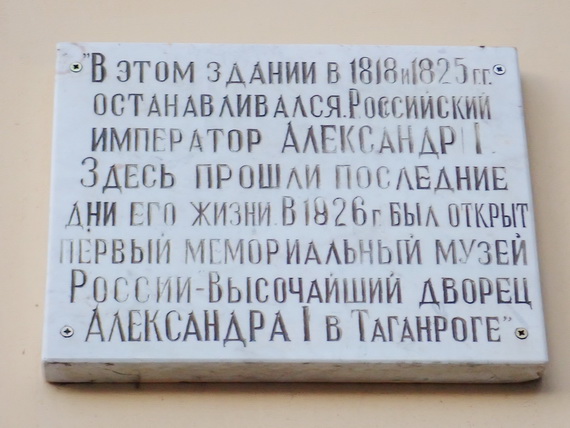 "В ЭТОМ ЗДАНИИ В 1818 И 1825 ГГ.
ОСТАНАВЛИВАЛСЯ.РОССИЙСКИЙ
ИМПЕРАТОР АЛЕКСАНДР I.
ЗДЕСЬ ПРОШЛИ ПОСЛЕДНИЕ
ДНИ ЕГО ЖИЗНИ. В 1826 Г. БЫЛ ОТКРЫТ
ПЕРВЫЙ МЕМОРИАЛЬНЫЙ МУЗЕЙ
РОССИИ-ВЫСОЧАЙШИЙ ДВОРЕЦ
АЛЕКСАНДРА I В ТАГАНРОГЕ"